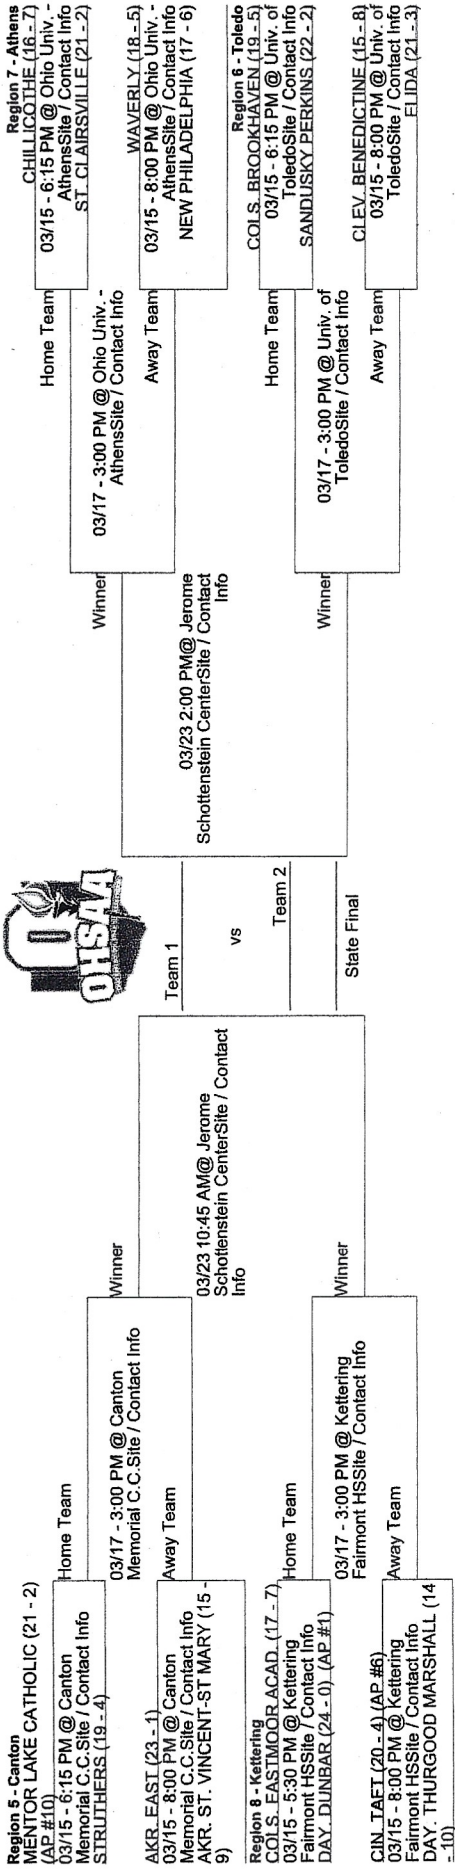 Region 5 - Canton
MENTOR LAKE CATHOLIC (21 - 2)
(AP #10)
03/15 - 6:15 PM @ Canton
Memorial C.C.Site / Contact Info
STRUTHERS (19 - 4)
Home Team
03/17 - 3:00 PM @ Canton
Memorial C.C.Site / Contact Info
AKR. EAST (23 - 1)
03/15 - 8:00 PM @ Canton
Memorial C.C.Site / Contact Info
AKR. ST. VINCENT-ST MARY (15 -
9)
Away Team
Winner
03/23 10:45 AM@ Jerome
Schottenstein CenterSite / Contact
Info
Region 8 - Kettering
COLS. EASTMOOR ACAD. (17 - 7)
03/15 - 5:30 PM @ Kettering
Fairmont HSSite / Contact Info
DAY. DUNBAR (24 - 0) (AP #1)
Home Team
03/17 - 3:00 PM @ Kettering
Fairmont HSSite / Contact Info
CIN. TAFT (20 - 4) (AP #6)
03/15 - 8:00 PM @ Kettering
Fairmont HSSite / Contact Info
DAY. THURGOOD MARSHALL (14
- 10)
Away Team
Winner
O
OHSAA
Team 1
vs
Team 2
State Final
Region 7 - Athens
CHILLICOTHE (16 - 7)
03/15 - 6:15 PM @ Ohio Univ. -
AthensSite / Contact Info
ST. CLAIRSVILLE (21 - 2)
Home Team
03/17 - 3:00 PM @ Ohio Univ. -
AthensSite / Contact Info
WAVERLY (18 - 5)
03/15 - 8:00 PM @ Ohio Univ. -
AthensSite / Contact Info
NEW PHILADELPHIA (17 - 6)
Away Team
Winner
03/23 2:00 PM@ Jerome
Schottenstein CenterSite / Contact
Info
Region 6 - Toledo
COLS. BROOKHAVEN (19 - 5)
03/15 - 6:15 PM @ Univ. of
ToledoSite / Contact Info
SANDUSKY PERKINS (22 - 2)
Home Team
03/17 - 3:00 PM @ Univ. of
ToledoSite / Contact Info
CLEV. BENEDICTINE (15 - 8)
03/15 - 8:00 PM @ Univ. of
ToledoSite / Contact Info
ELIDA (21 - 3)
Away Team
Winner